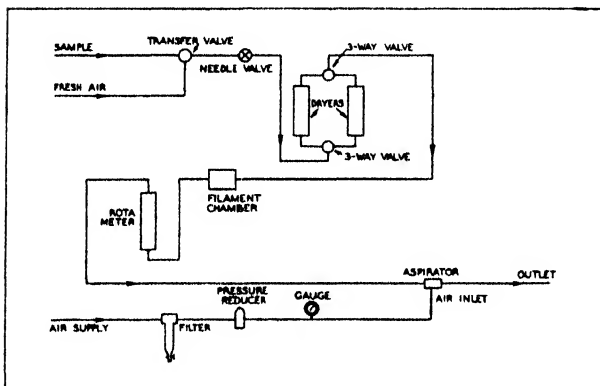 SAMPLE
TRANSFER VALVE
NEEDLE VALVE
FRESH AIR
3-WAY VALVE
DRYERS
3-WAY VALVE
FILAMENT
CHAMBER
ROTA
METER
ASPIRATOR
OUTLET
AIR INLET
PRESSURE
REDUCER
GAUGE
AIR SUPPLY
FILTER